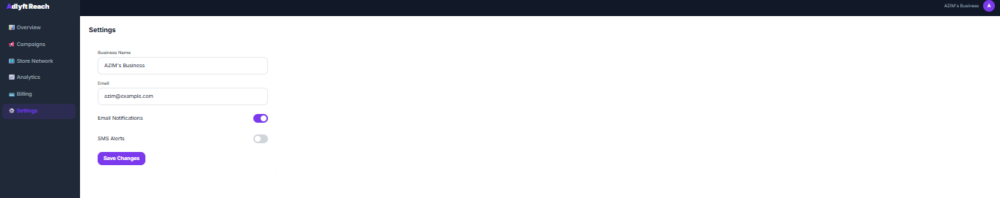 Adlyft Reach
AZIM's Business
A
Overview
Campaigns
Store Network
Analytics
Billing
Settings
Settings
Business Name
AZIM's Business
Email
azim@example.com
Email Notifications
SMS Alerts
Save Changes